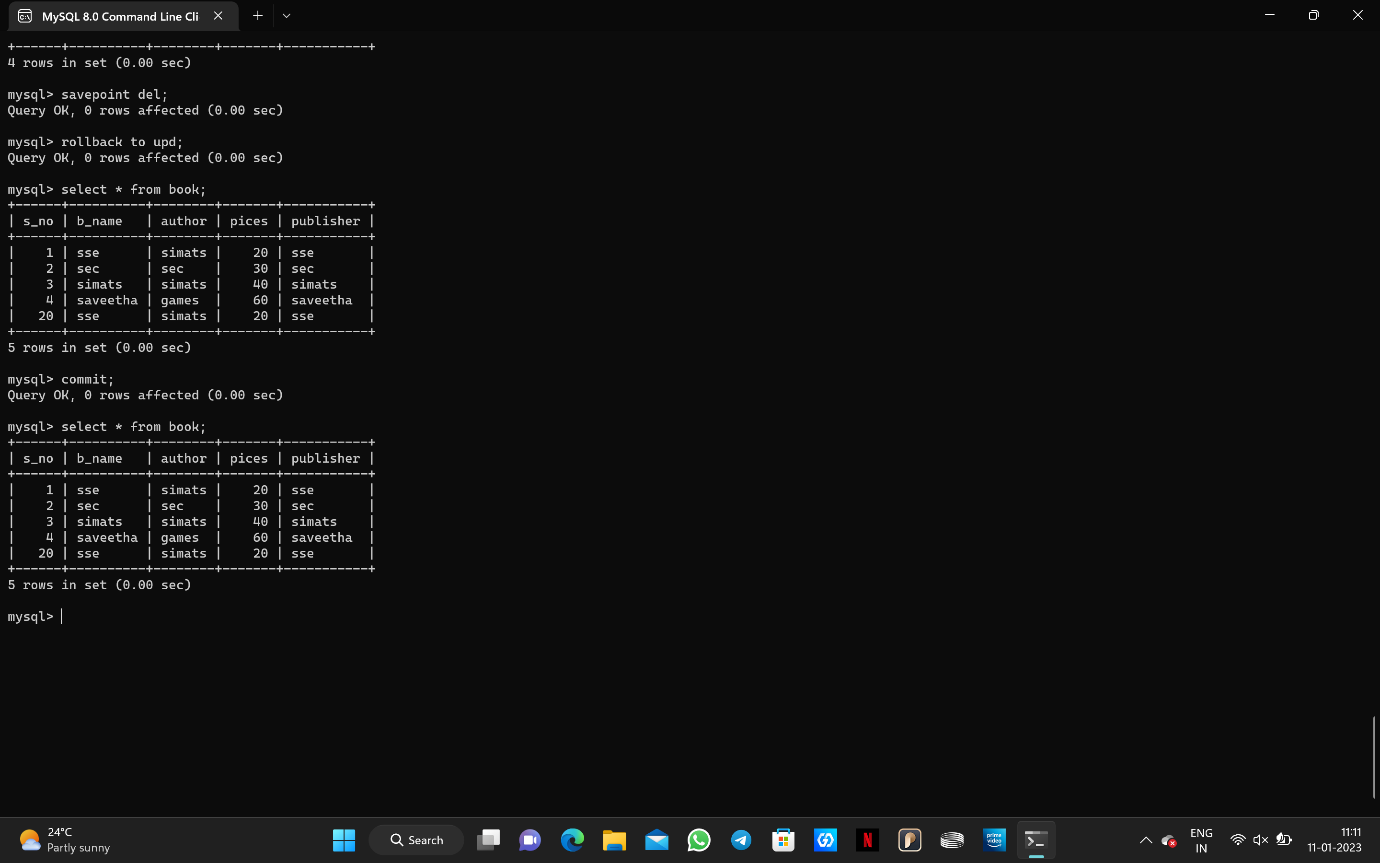 MySQL 8.0 Command Line Cli
+------+----------+--------+-------+-----------+
4 rows in set (0.00 sec)
mysql> savepoint del;
Query OK, 0 rows affected (0.00 sec)
mysql> rollback to upd;
Query OK, 0 rows affected (0.00 sec)
mysql> select * from book;
+------+----------+--------+-------+-----------+
| s_no | b_name   | author | pices | publisher |
+------+----------+--------+-------+-----------+
|    1 | sse      | simats |    20 | sse       |
|    2 | sec      | sec    |    30 | sec       |
|    3 | simats   | simats |    40 | simats    |
|    4 | saveetha | games  |    60 | saveetha  |
|   20 | sse      | simats |    20 | sse       |
+------+----------+--------+-------+-----------+
5 rows in set (0.00 sec)
mysql> commit;
Query OK, 0 rows affected (0.00 sec)
mysql> select * from book;
+------+----------+--------+-------+-----------+
| s_no | b_name   | author | pices | publisher |
+------+----------+--------+-------+-----------+
|    1 | sse      | simats |    20 | sse       |
|    2 | sec      | sec    |    30 | sec       |
|    3 | simats   | simats |    40 | simats    |
|    4 | saveetha | games  |    60 | saveetha  |
|   20 | sse      | simats |    20 | sse       |
+------+----------+--------+-------+-----------+
5 rows in set (0.00 sec)
mysql>
24°C
Partly sunny
Search
N
prime video
ENG
IN
11:11
11-01-2023